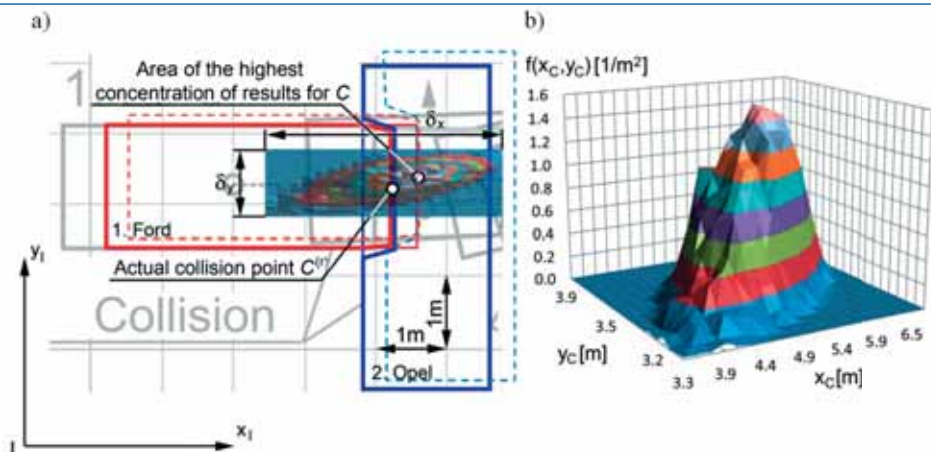 a)
b)
Area of the highest
concentration of results for C
1
δx
δy
1. Ford
Actual collision point C(r)
Collision
1m
1m
2. Opel
yI
xI
I
f(xC,yC) [1/m²]
1.6
1.4
1.2
1.0
0.8
0.6
0.4
0.2
0.0
3.9
3.5
3.2
yC[m]
3.3
3.9
4.4
4.9
5.4
5.9
6.5
xC[m]